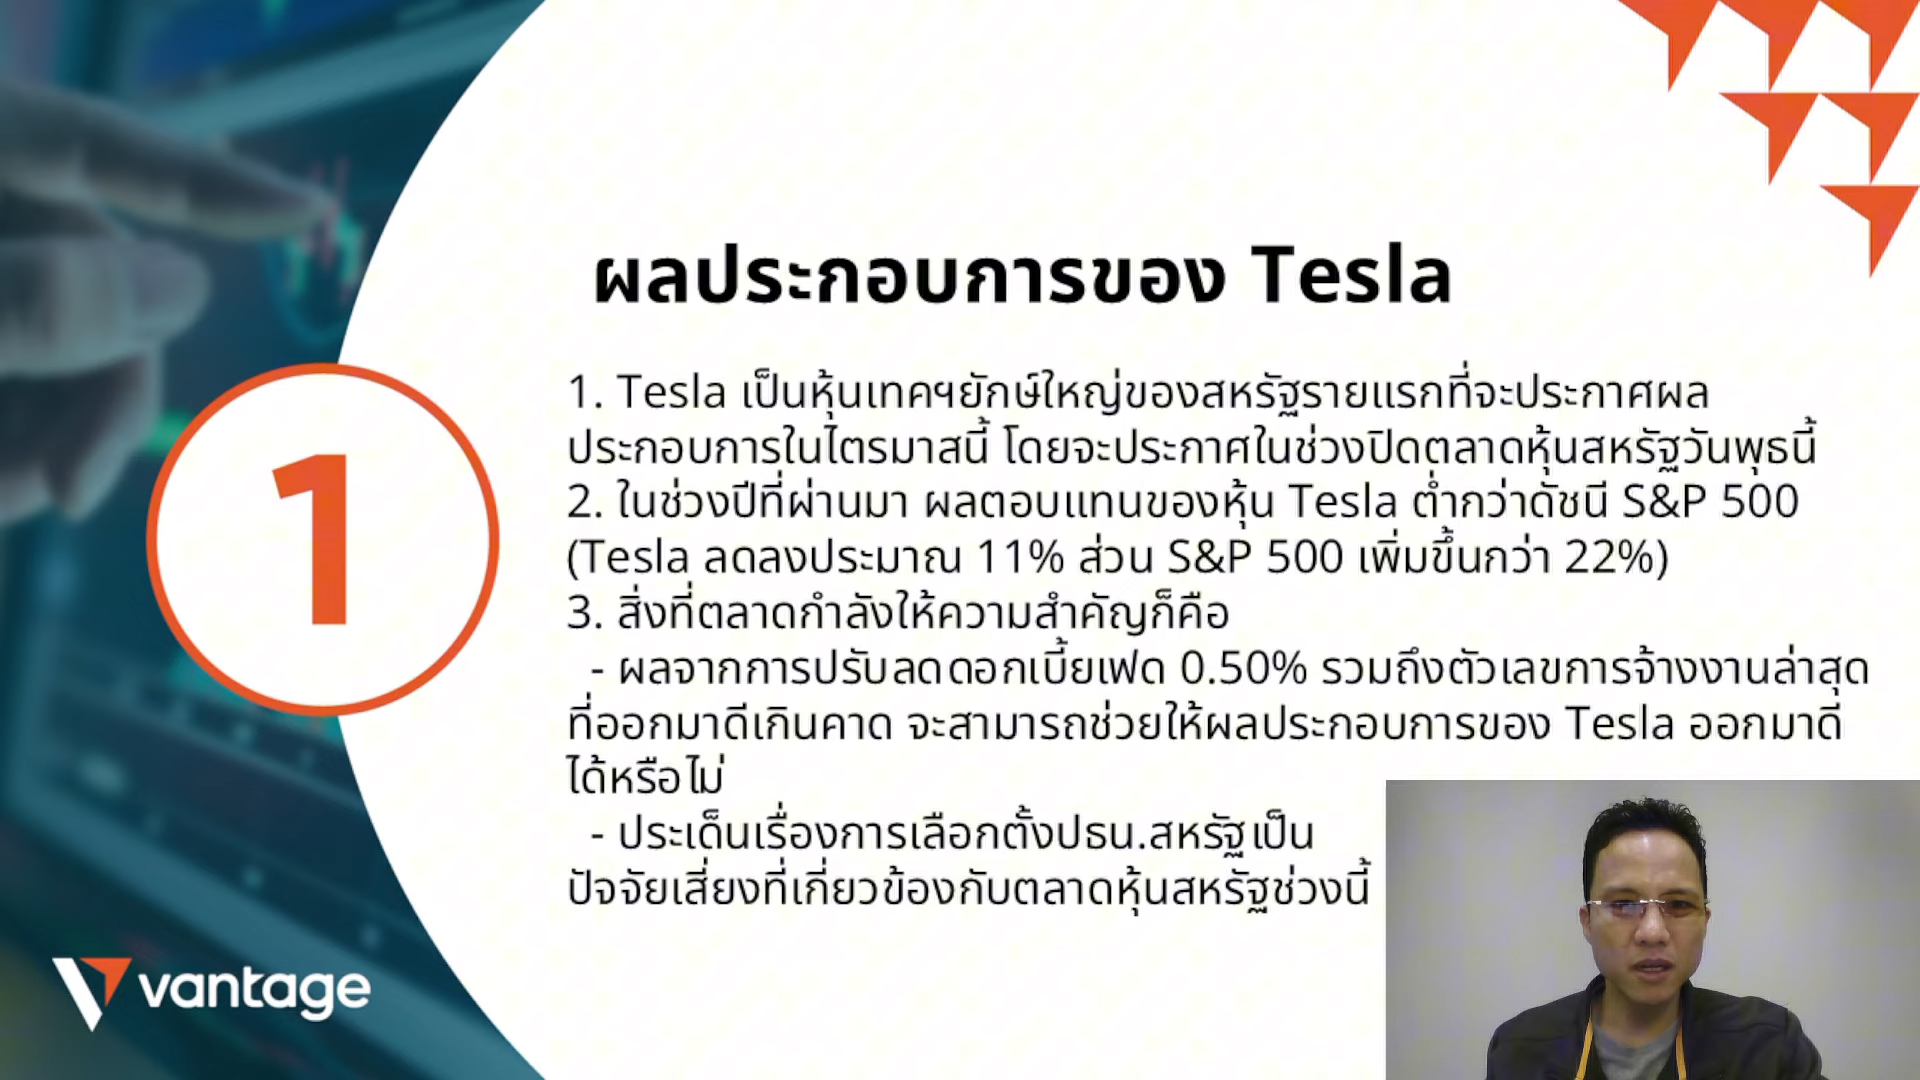 ผลประกอบการของ Tesla
1. Tesla เป็นหุ้นเทคฯยักษ์ใหญ่ของสหรัฐรายแรกที่จะประกาศผล
ประกอบการในไตรมาสนี้ โดยจะประกาศในช่วงปิดตลาดหุ้นสหรัฐวันพุธนี้
2. ในช่วงปีที่ผ่านมา ผลตอบแทนของหุ้น Tesla ต่ำกว่าดัชนี S&P 500
(Tesla ลดลงประมาณ 11% ส่วน S&P 500 เพิ่มขึ้นกว่า 22%)
3. สิ่งที่ตลาดกำลังให้ความสำคัญก็คือ
- ผลจากการปรับลดดอกเบี้ยเฟด 0.50% รวมถึงตัวเลขการจ้างงานล่าสุด
ที่ออกมาดีเกินคาด จะสามารถช่วยให้ผลประกอบการของ Tesla ออกมาดี
ได้หรือไม่
- ประเด็นเรื่องการเลือกตั้งปธน.สหรัฐเป็น
ปัจจัยเสี่ยงที่เกี่ยวข้องกับตลาดหุ้นสหรัฐช่วงนี้
1
vantage